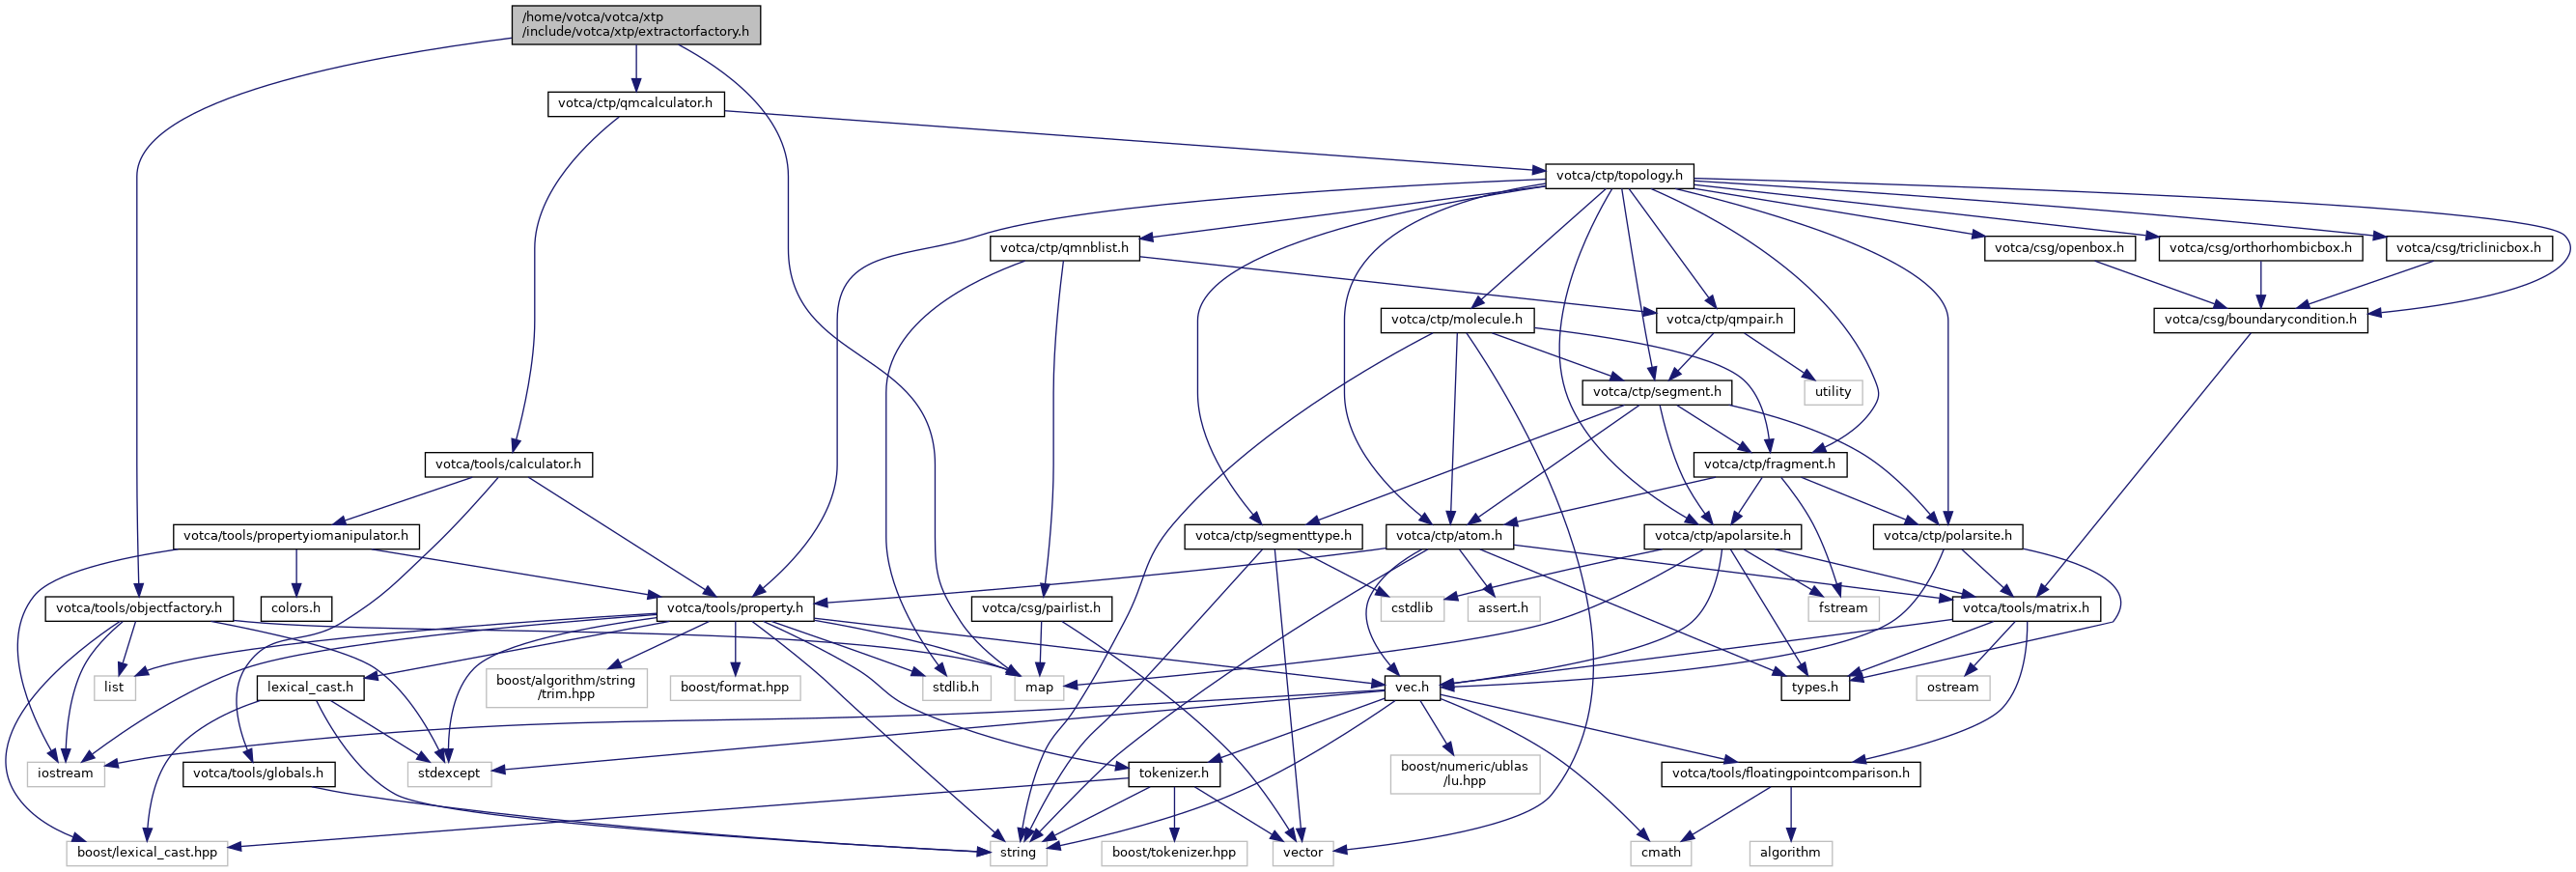 /home/votca/votca/xtp
/include/votca/xtp/extractorfactory.h
votca/ctp/qmcalculator.h
votca/ctp/topology.h
votca/ctp/qmnblist.h
votca/csg/openbox.h
votca/csg/orthorhombicbox.h
votca/csg/triclinicbox.h
votca/ctp/molecule.h
votca/ctp/qmpair.h
votca/csg/boundarycondition.h
votca/ctp/segment.h
utility
votca/tools/calculator.h
votca/ctp/fragment.h
votca/tools/propertyiomanipulator.h
votca/ctp/segmenttype.h
votca/ctp/atom.h
votca/ctp/apolarsite.h
votca/ctp/polarsite.h
votca/tools/objectfactory.h
colors.h
votca/tools/property.h
votca/csg/pairlist.h
cstdlib
assert.h
fstream
votca/tools/matrix.h
list
lexical_cast.h
boost/algorithm/string
/trim.hpp
boost/format.hpp
stdlib.h
map
vec.h
types.h
ostream
iostream
votca/tools/globals.h
stdexcept
tokenizer.h
boost/numeric/ublas
/lu.hpp
votca/tools/floatingpointcomparison.h
boost/lexical_cast.hpp
string
boost/tokenizer.hpp
vector
cmath
algorithm